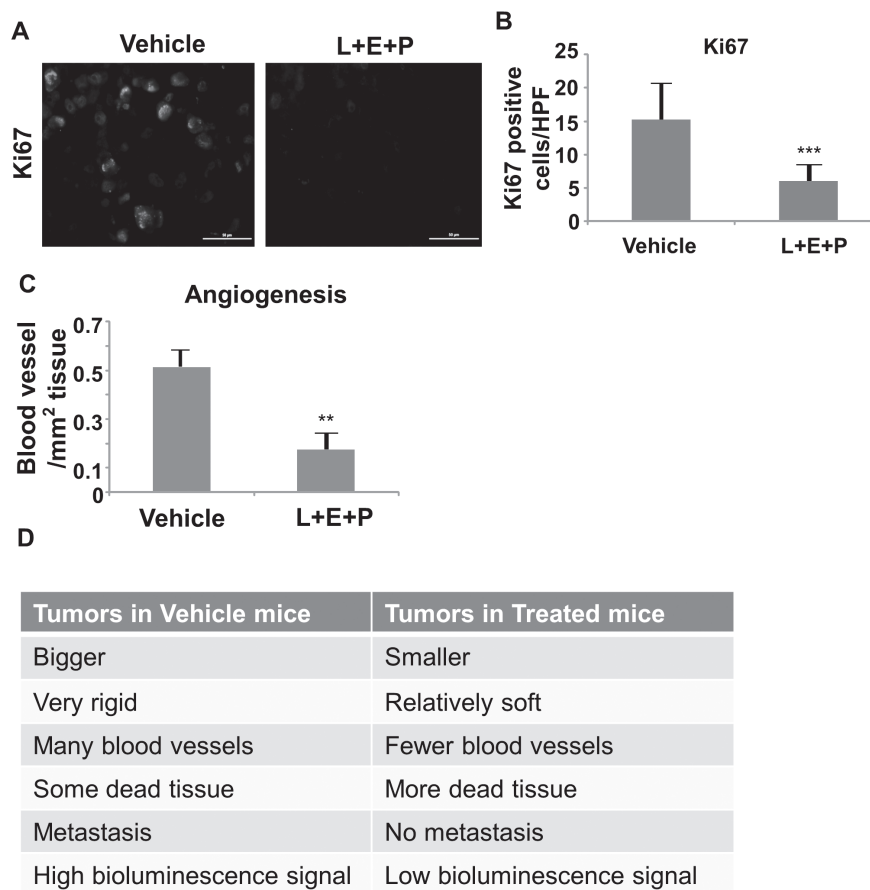 A
Vehicle
L+E+P
Ki67
50 µm
B
Ki67
Ki67 positive
cells/HPF
25
20
15
10
5
0
***
Vehicle
L+E+P
C
Angiogenesis
Blood vessel
/mm² tissue
0.7
0.5
0.3
0.1
0
**
Vehicle
L+E+P
D
Tumors in Vehicle mice Tumors in Treated mice
Bigger Smaller
Very rigid Relatively soft
Many blood vessels Fewer blood vessels
Some dead tissue More dead tissue
Metastasis No metastasis
High bioluminescence signal Low bioluminescence signal